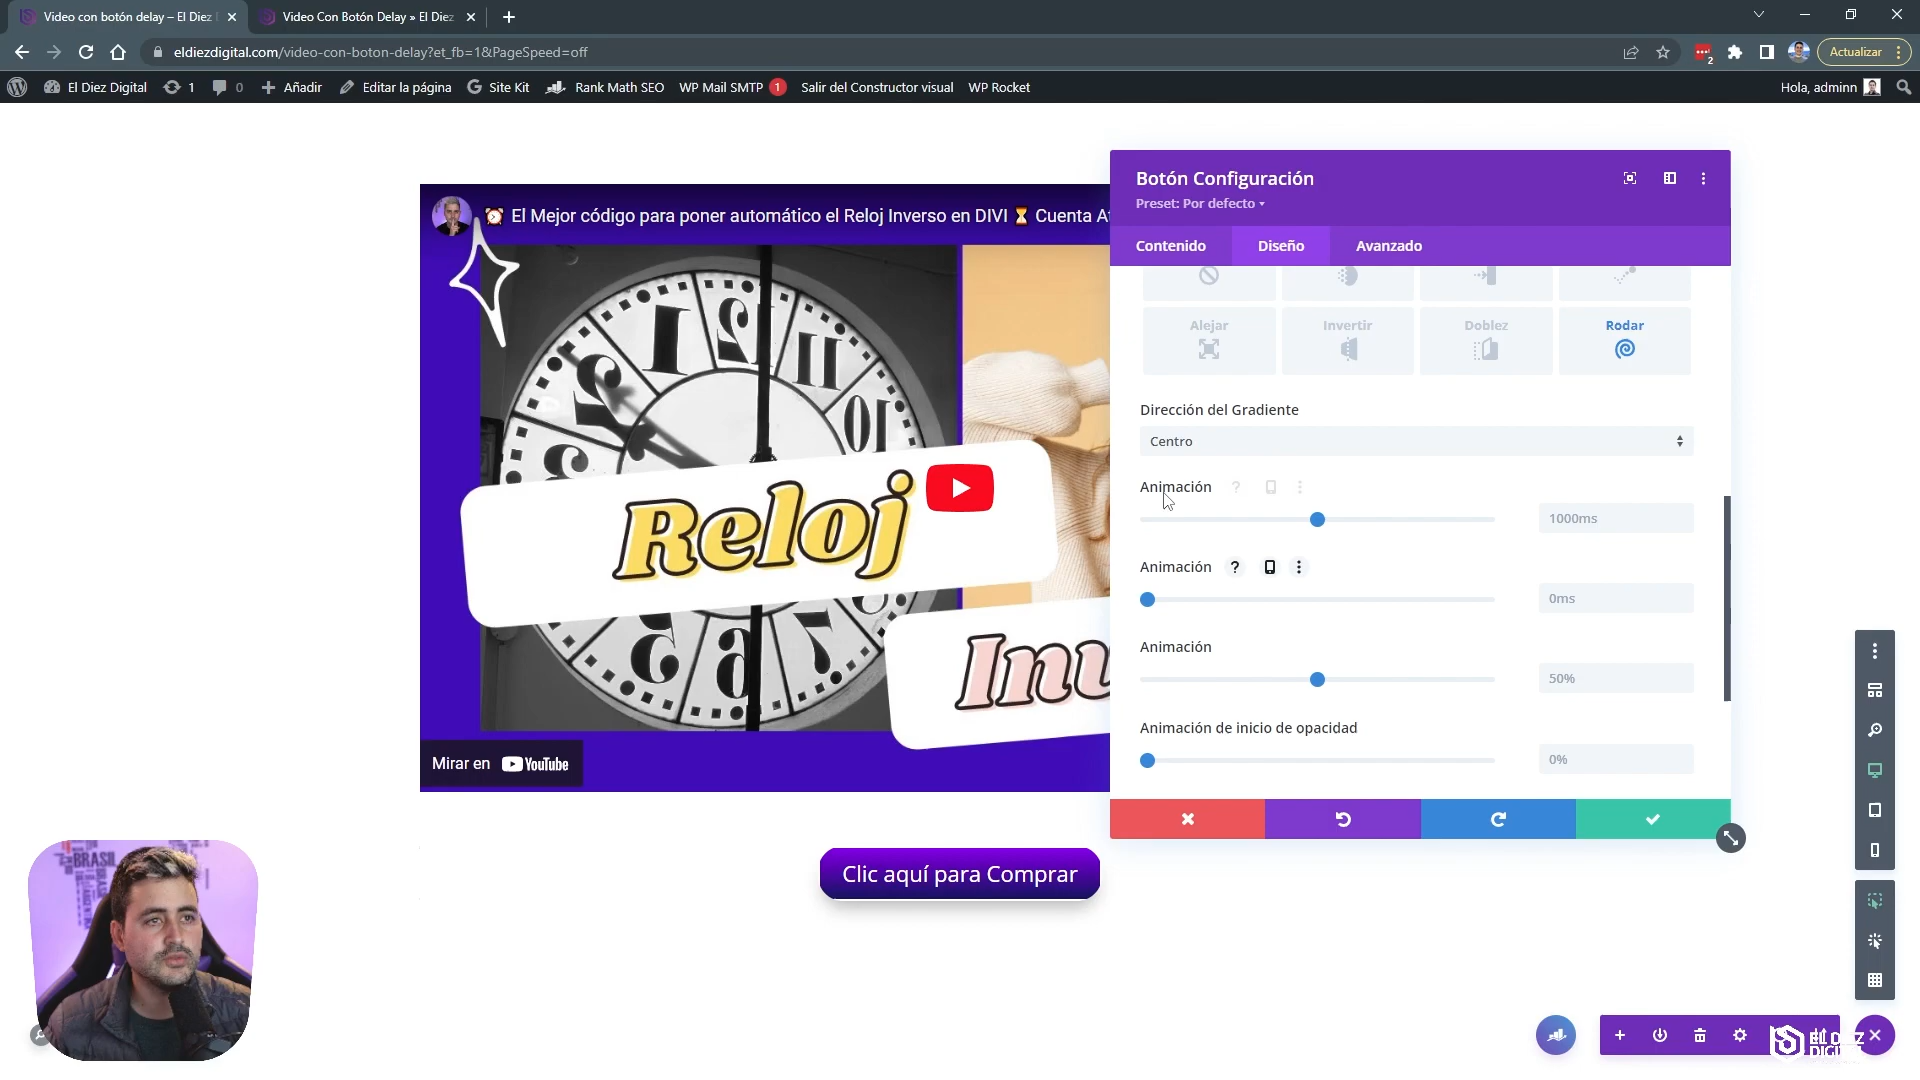 Video con botón delay – El Diez
Video Con Botón Delay » El Diez
eldiezdigital.com/video-con-boton-delay?et_fb=1&PageSpeed=off
2
Actualizar
El Diez Digital
1
0
Añadir
Editar la página
Site Kit
Rank Math SEO
WP Mail SMTP 1
Salir del Constructor visual
WP Rocket
Hola, adminn
El Mejor código para poner automático el Reloj Inverso en DIVI ⏳ Cuenta
Reloj
Mirar en YouTube
Clic aquí para Comprar
Botón Configuración
Preset: Por defecto
Contenido
Diseño
Avanzado
Alejar
Invertir
Doblez
Rodar
Dirección del Gradiente
Centro
Animación ?
1000ms
Animación ?
0ms
Animación
50%
Animación de inicio de opacidad
0%
BRASIL
EL DIEZ
DIGITAL